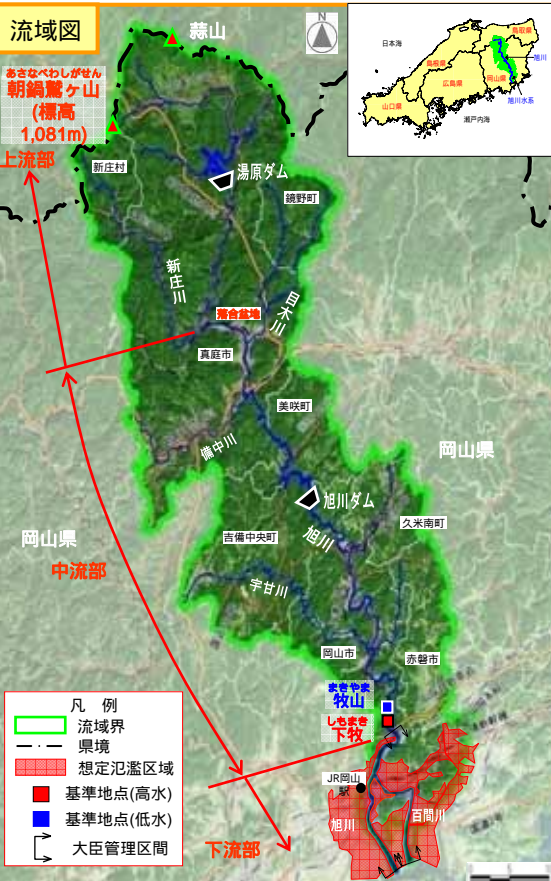 流域図
蒜山
N
日本海
鳥取県
島根県
岡山県
広島県
山口県
旭川
旭川水系
瀬戸内海
あさなべわしがせん
朝鍋鷲ヶ山
(標高
1,081m)
上流部
新庄村
湯原ダム
鏡野町
新庄川
目木川
落合盆地
真庭市
美咲町
備中川
岡山県
旭川ダム
久米南町
吉備中央町
旭川
岡山県
中流部
宇甘川
岡山市
赤磐市
まきやま
牧山
しもまき
下牧
JR岡山
駅
旭川
百間川
下流部
凡 例
流域界
県境
想定氾濫区域
基準地点(高水)
基準地点(低水)
大臣管理区間